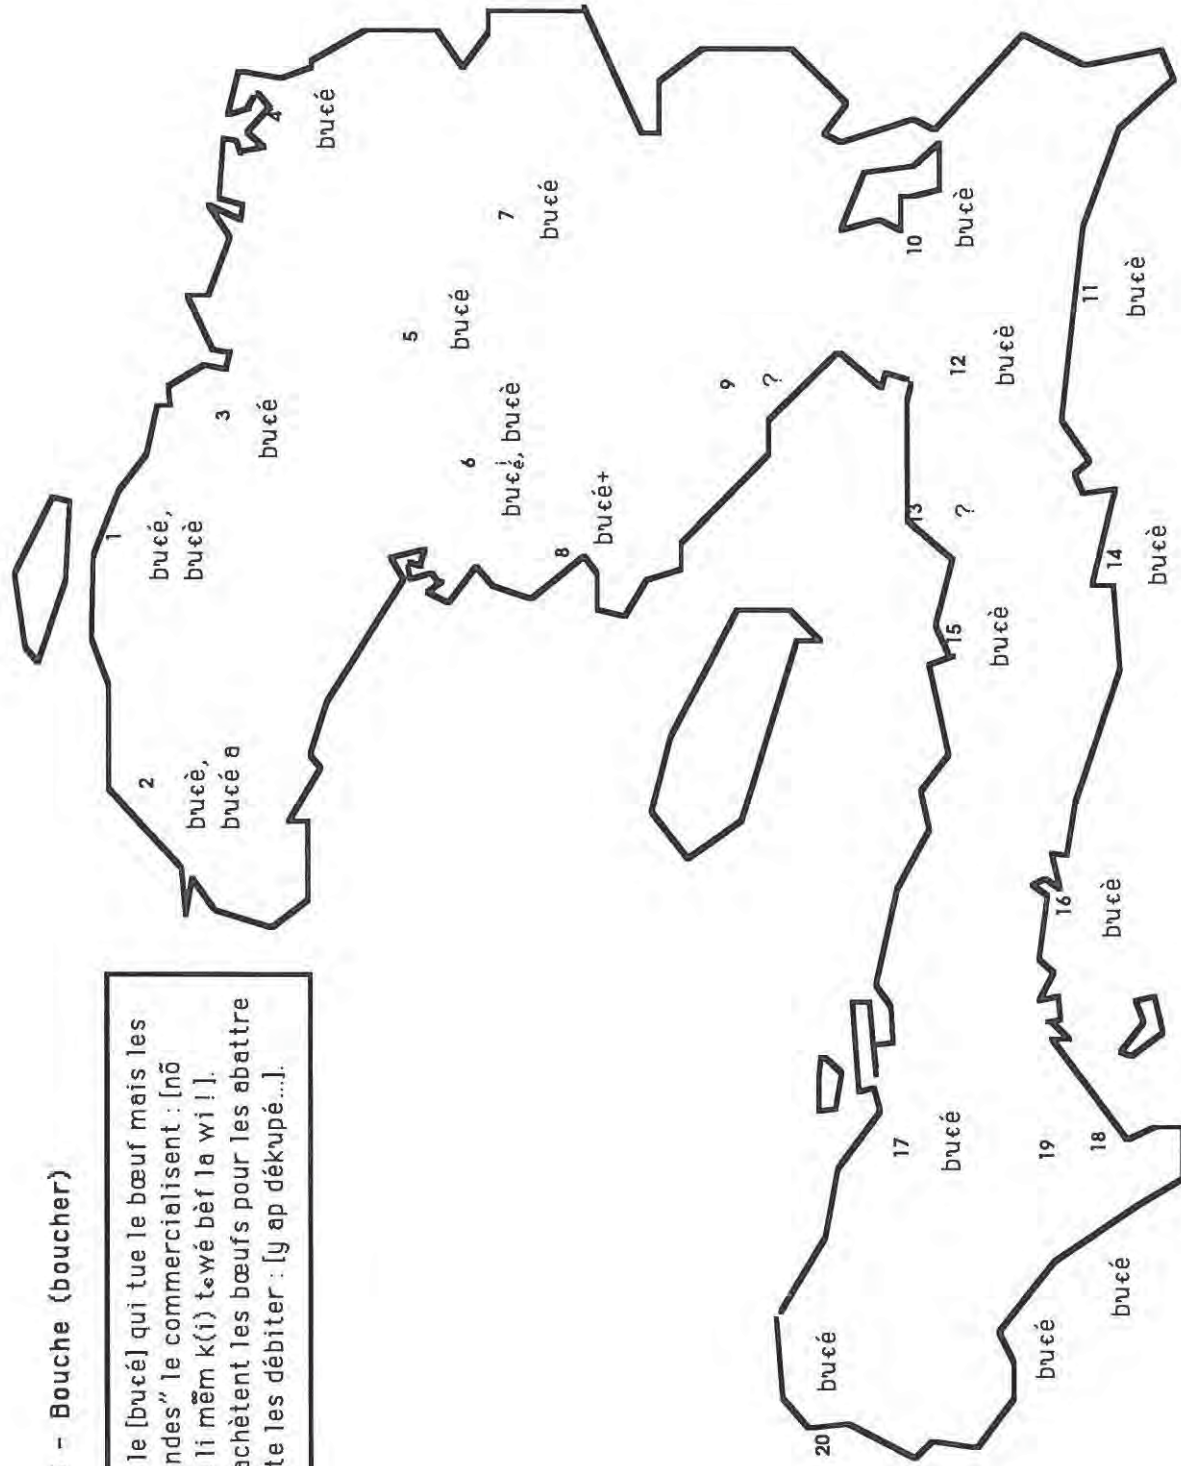 - Bouche (boucher)
le [buɛé] qui tue le bœuf mais les
ndes" le commercialisent : [nõ
li mẽm k(i) tɛwé bèf la wi !].
achètent les bœufs pour les abattre
te les débiter : [y ap dékupé...].
1
buɛé,
buɛè
2
buɛè,
buɛé a
3
buɛé
4
buɛé
5
buɛé
6
buɛé, buɛè
7
buɛé
8
buɛé+
9
?
10
buɛè
11
buɛè
12
buɛè
13
?
14
buɛè
15
buɛè
16
buɛè
17
buɛé
18
buɛé
19
buɛé
20
buɛé